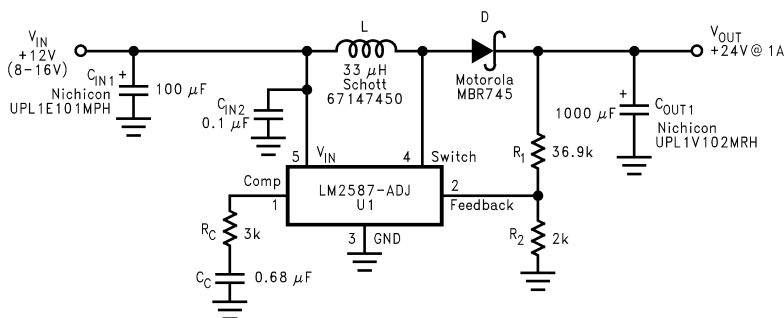 V_IN
+12V
(8-16V)
C_IN1 +
100 μF
Nichicon
UPL1E101MPH
C_IN2
0.1 μF
L
33 μH
Schott
67147450
D
Motorola
MBR745
V_OUT
+24V @ 1A
+
1000 μF
C_OUT1
Nichicon
UPL1V102MRH
R_1 36.9k
R_2 2k
5 V_IN
4 Switch
LM2587-ADJ
U1
Comp
1
2
Feedback
3 GND
R_C 3k
C_C 0.68 μF